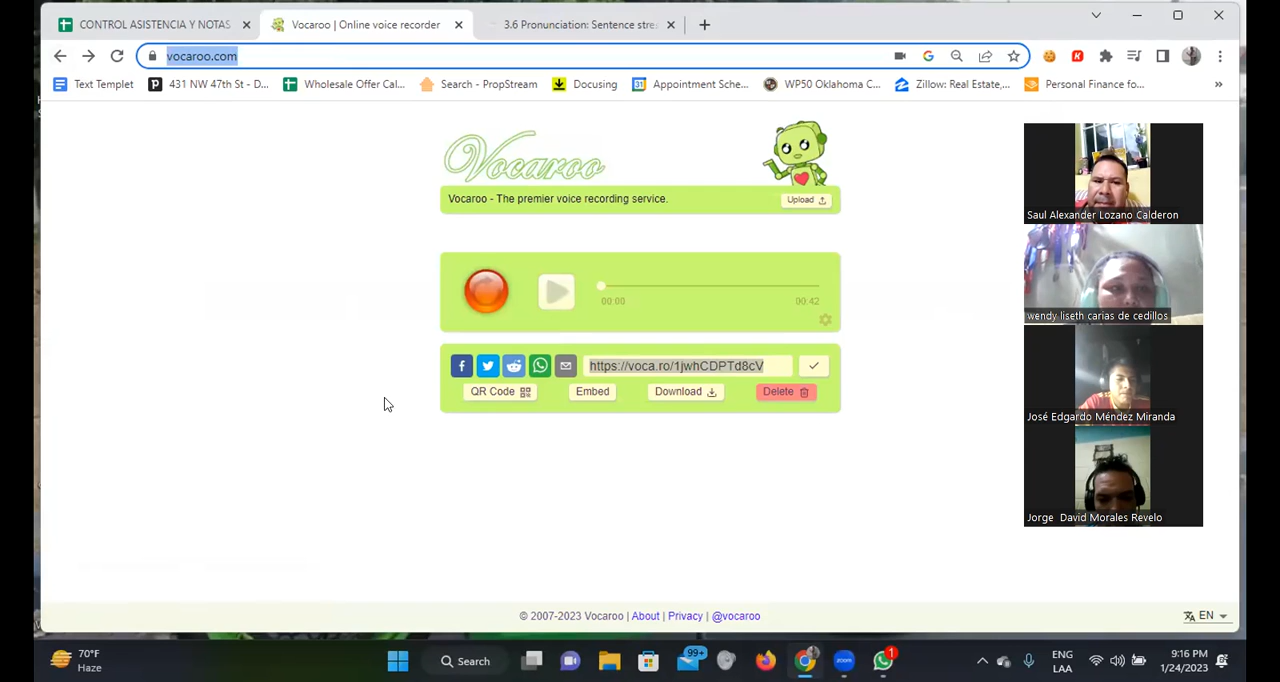 CONTROL ASISTENCIA Y NOTAS
Vocaroo | Online voice recorder
3.6 Pronunciation: Sentence stre
vocaroo.com
Text Templet
431 NW 47th St - D...
Wholesale Offer Cal...
Search - PropStream
Docusing
Appointment Sche...
WP50 Oklahoma C...
Zillow: Real Estate,...
Personal Finance fo...
»
Vocaroo
Vocaroo - The premier voice recording service.
Upload
00:00
00:42
https://voca.ro/1jwhCDPTd8cV
QR Code
Embed
Download
Delete
Saul Alexander Lozano Calderon
wendy liseth carias de cedillos
José Edgardo Méndez Miranda
Jorge David Morales Revelo
© 2007-2023 Vocaroo | About | Privacy | @vocaroo
EN
70°F
Haze
Search
99+
zoom
1
ENG
LAA
9:16 PM
1/24/2023